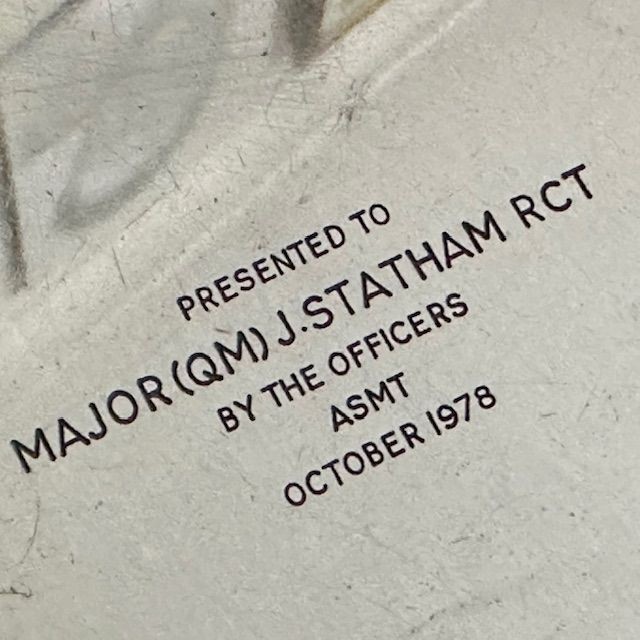 PRESENTED TO
MAJOR (QM) J. STATHAM RCT
BY THE OFFICERS
ASMT
OCTOBER 1978